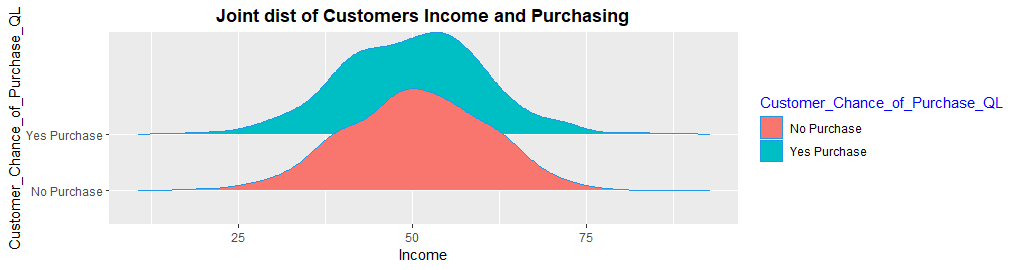 Joint dist of Customers Income and Purchasing
Customer_Chance_of_Purchase_QL
Yes Purchase
No Purchase
25
50
75
Income
Customer_Chance_of_Purchase_QL
No Purchase
Yes Purchase